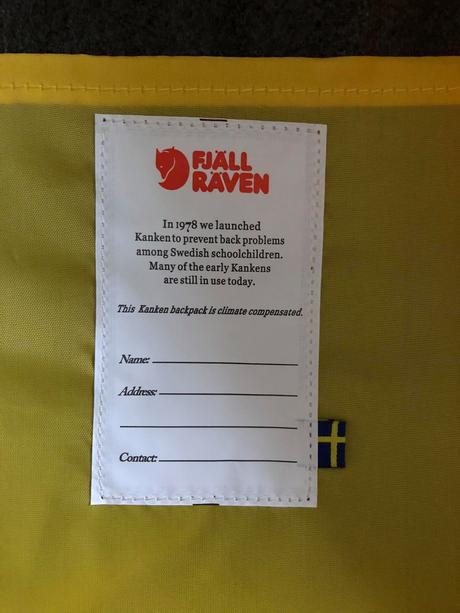 FJÄLL
RÄVEN
In 1978 we launched
Kanken to prevent back problems
among Swedish schoolchildren.
Many of the early Kankens
are still in use today.
This Kanken backpack is climate compensated.
Name:
Address:
Contact: